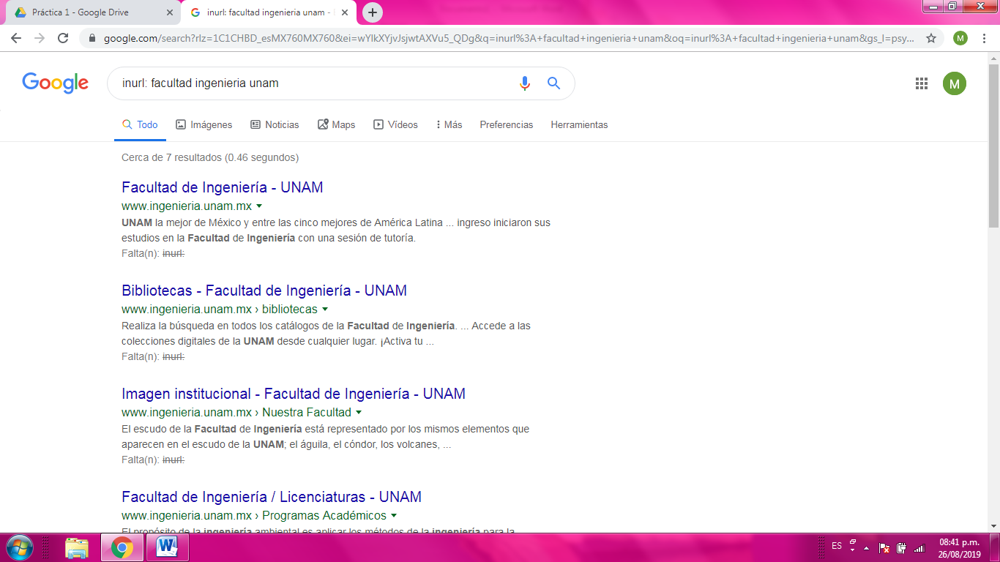 Práctica 1 - Google Drive
inurl: facultad ingenieria unam -
google.com/search?rlz=1C1CHBD_esMX760MX760&ei=wYlkXYjvJsjwtAXVu5_QDg&q=inurl%3A+facultad+ingenieria+unam&oq=inurl%3A+facultad+ingenieria+unam&gs_l=psy...
M
Google
inurl: facultad ingenieria unam
M
Todo Imágenes Noticias Maps Vídeos Más Preferencias Herramientas
Cerca de 7 resultados (0.46 segundos)
Facultad de Ingeniería - UNAM
www.ingenieria.unam.mx
UNAM la mejor de México y entre las cinco mejores de América Latina ... ingreso iniciaron sus
estudios en la Facultad de Ingeniería con una sesión de tutoría.
Falta(n): inurl:
Bibliotecas - Facultad de Ingeniería - UNAM
www.ingenieria.unam.mx › bibliotecas
Realiza la búsqueda en todos los catálogos de la Facultad de Ingeniería. ... Accede a las
colecciones digitales de la UNAM desde cualquier lugar. ¡Activa tu ...
Falta(n): inurl:
Imagen institucional - Facultad de Ingeniería - UNAM
www.ingenieria.unam.mx › Nuestra Facultad
El escudo de la Facultad de Ingeniería está representado por los mismos elementos que
aparecen en el escudo de la UNAM; el águila, el cóndor, los volcanes, ...
Falta(n): inurl:
Facultad de Ingeniería / Licenciaturas - UNAM
www.ingenieria.unam.mx › Programas Académicos
El propósito de la ingeniería ambiental es aplicar los métodos de la ingeniería para la
W
ES
08:41 p.m.
26/08/2019